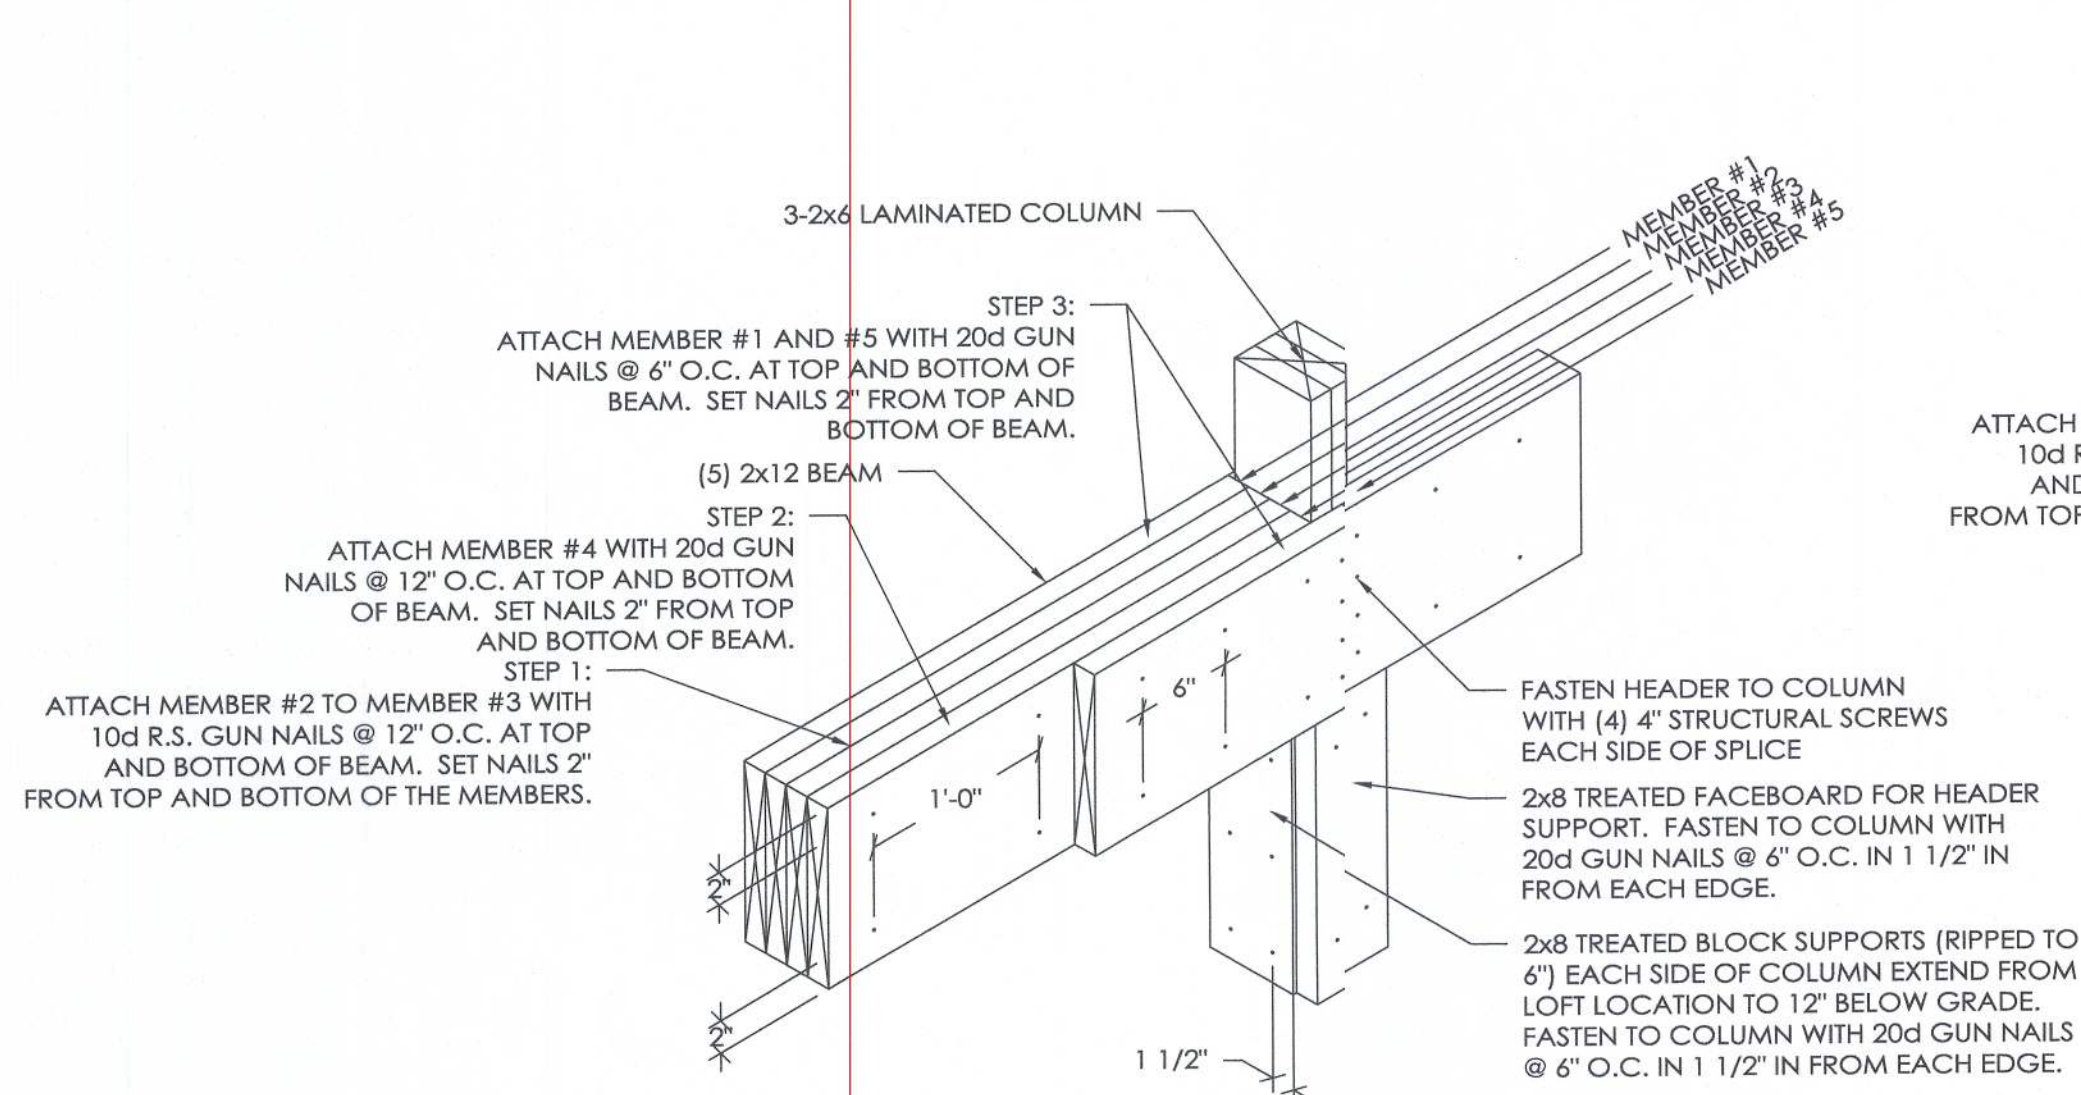 MEMBER #1
MEMBER #2
MEMBER #3
MEMBER #4
MEMBER #5
3-2x6 LAMINATED COLUMN
STEP 3:
ATTACH MEMBER #1 AND #5 WITH 20d GUN
NAILS @ 6" O.C. AT TOP AND BOTTOM OF
BEAM. SET NAILS 2" FROM TOP AND
BOTTOM OF BEAM.
(5) 2x12 BEAM
STEP 2:
ATTACH MEMBER #4 WITH 20d GUN
NAILS @ 12" O.C. AT TOP AND BOTTOM
OF BEAM. SET NAILS 2" FROM TOP
AND BOTTOM OF BEAM.
STEP 1:
ATTACH MEMBER #2 TO MEMBER #3 WITH
10d R.S. GUN NAILS @ 12" O.C. AT TOP
AND BOTTOM OF BEAM. SET NAILS 2"
FROM TOP AND BOTTOM OF THE MEMBERS.
ATTACH
10d
AND
FROM
6"
1'-0"
2"
2"
1 1/2"
FASTEN HEADER TO COLUMN
WITH (4) 4" STRUCTURAL SCREWS
EACH SIDE OF SPLICE
2x8 TREATED FACEBOARD FOR HEADER
SUPPORT. FASTEN TO COLUMN WITH
20d GUN NAILS @ 6" O.C. IN 1 1/2" IN
FROM EACH EDGE.
2x8 TREATED BLOCK SUPPORTS (RIPPED TO
6") EACH SIDE OF COLUMN EXTEND FROM
LOFT LOCATION TO 12" BELOW GRADE.
FASTEN TO COLUMN WITH 20d GUN NAILS
@ 6" O.C. IN 1 1/2" IN FROM EACH EDGE.